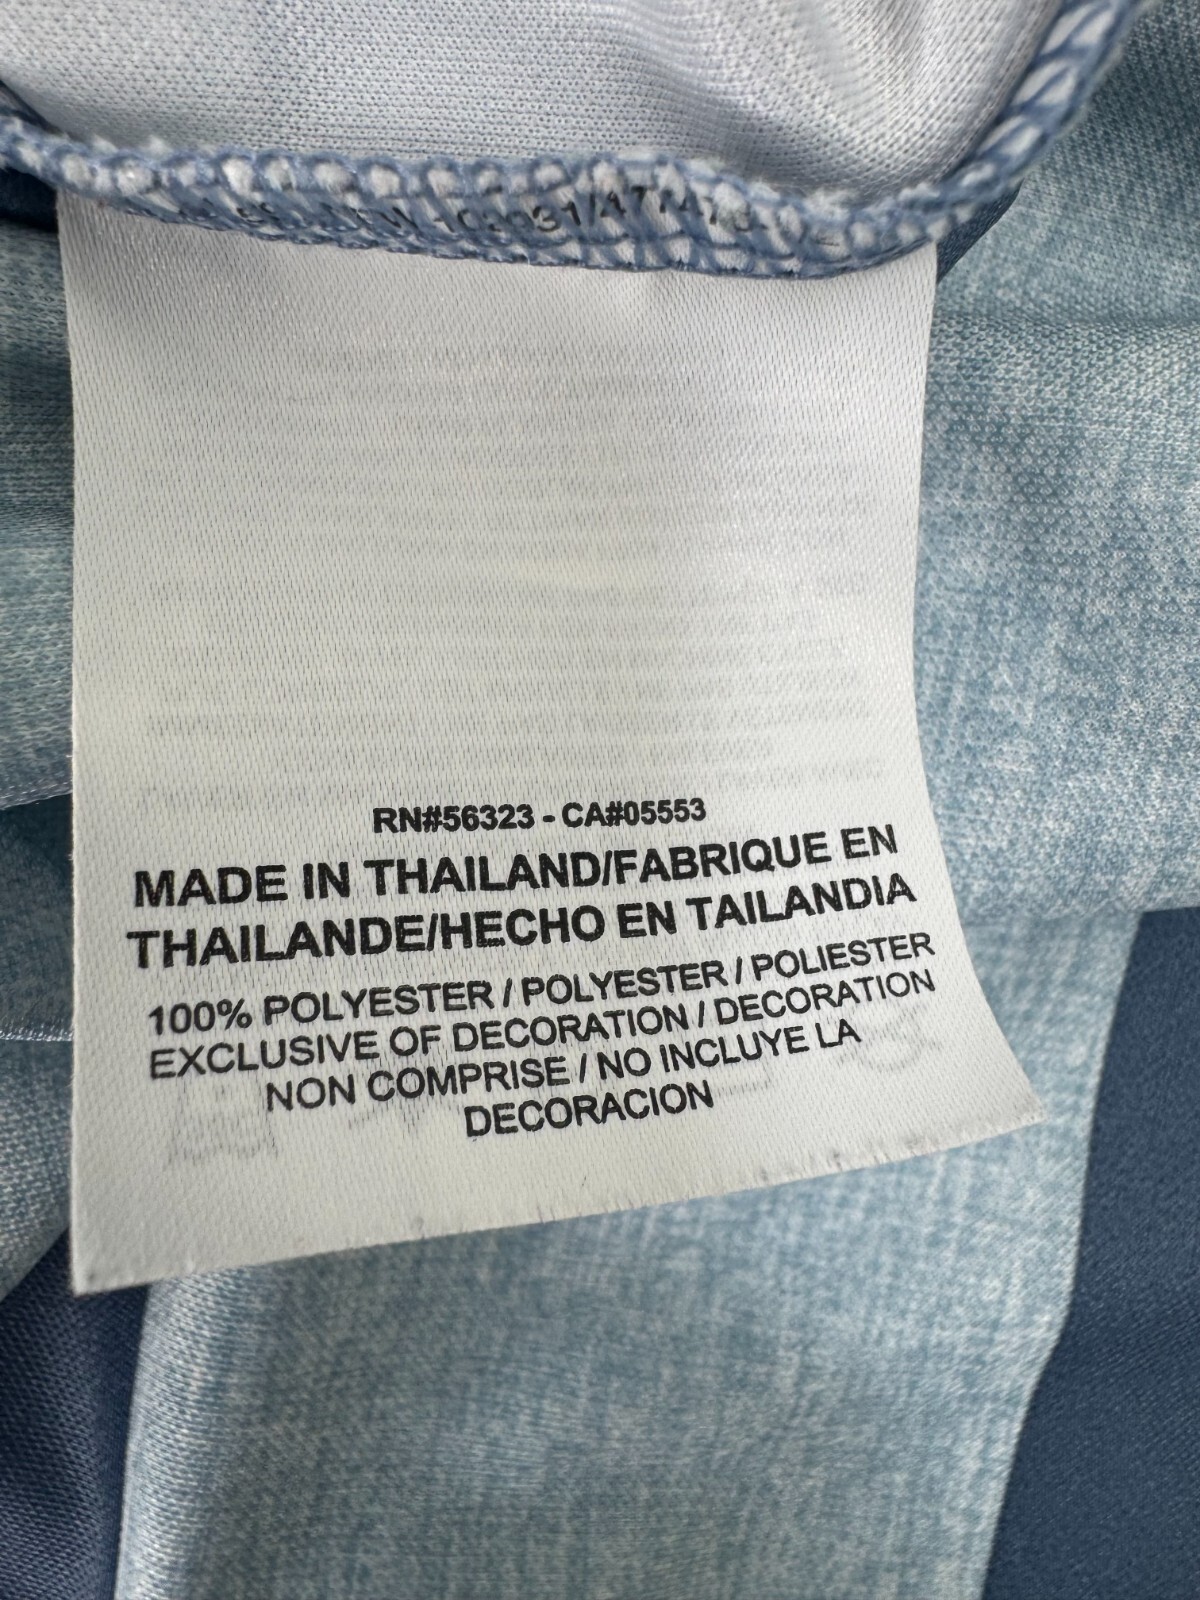 RN#56323 - CA#05553
MADE IN THAILAND/FABRIQUE EN
THAILANDE/HECHO EN TAILANDIA
100% POLYESTER / POLYESTER / POLIESTER
EXCLUSIVE OF DECORATION / DECORATION
NON COMPRISE / NO INCLUYE LA
DECORACION